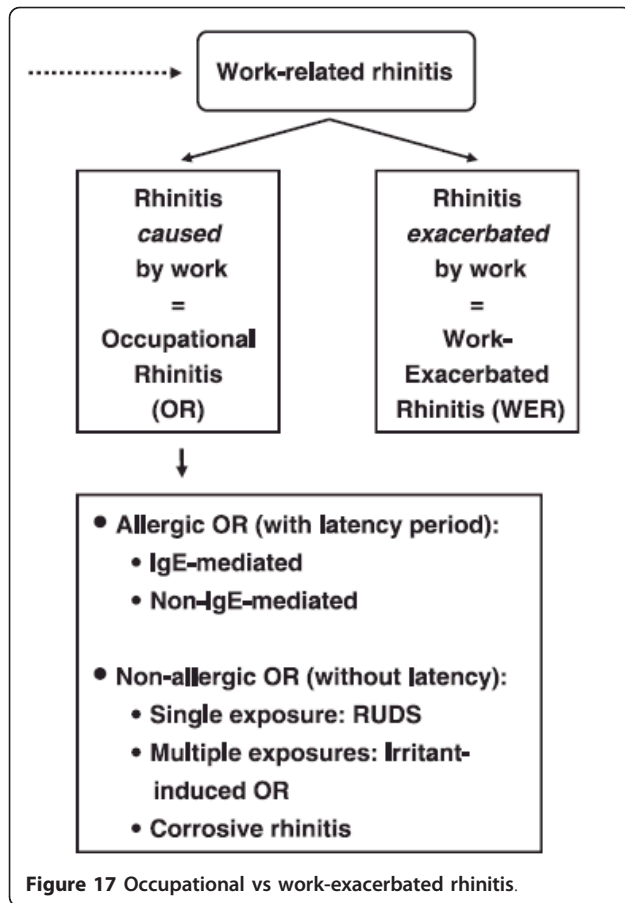 Work-related rhinitis
Rhinitis
caused
by work
=
Occupational
Rhinitis
(OR)
Rhinitis
exacerbated
by work
=
Work-
Exacerbated
Rhinitis (WER)
• Allergic OR (with latency period):
• IgE-mediated
• Non-IgE-mediated
• Non-allergic OR (without latency):
• Single exposure: RUDS
• Multiple exposures: Irritant-
induced OR
• Corrosive rhinitis
Figure 17 Occupational vs work-exacerbated rhinitis.